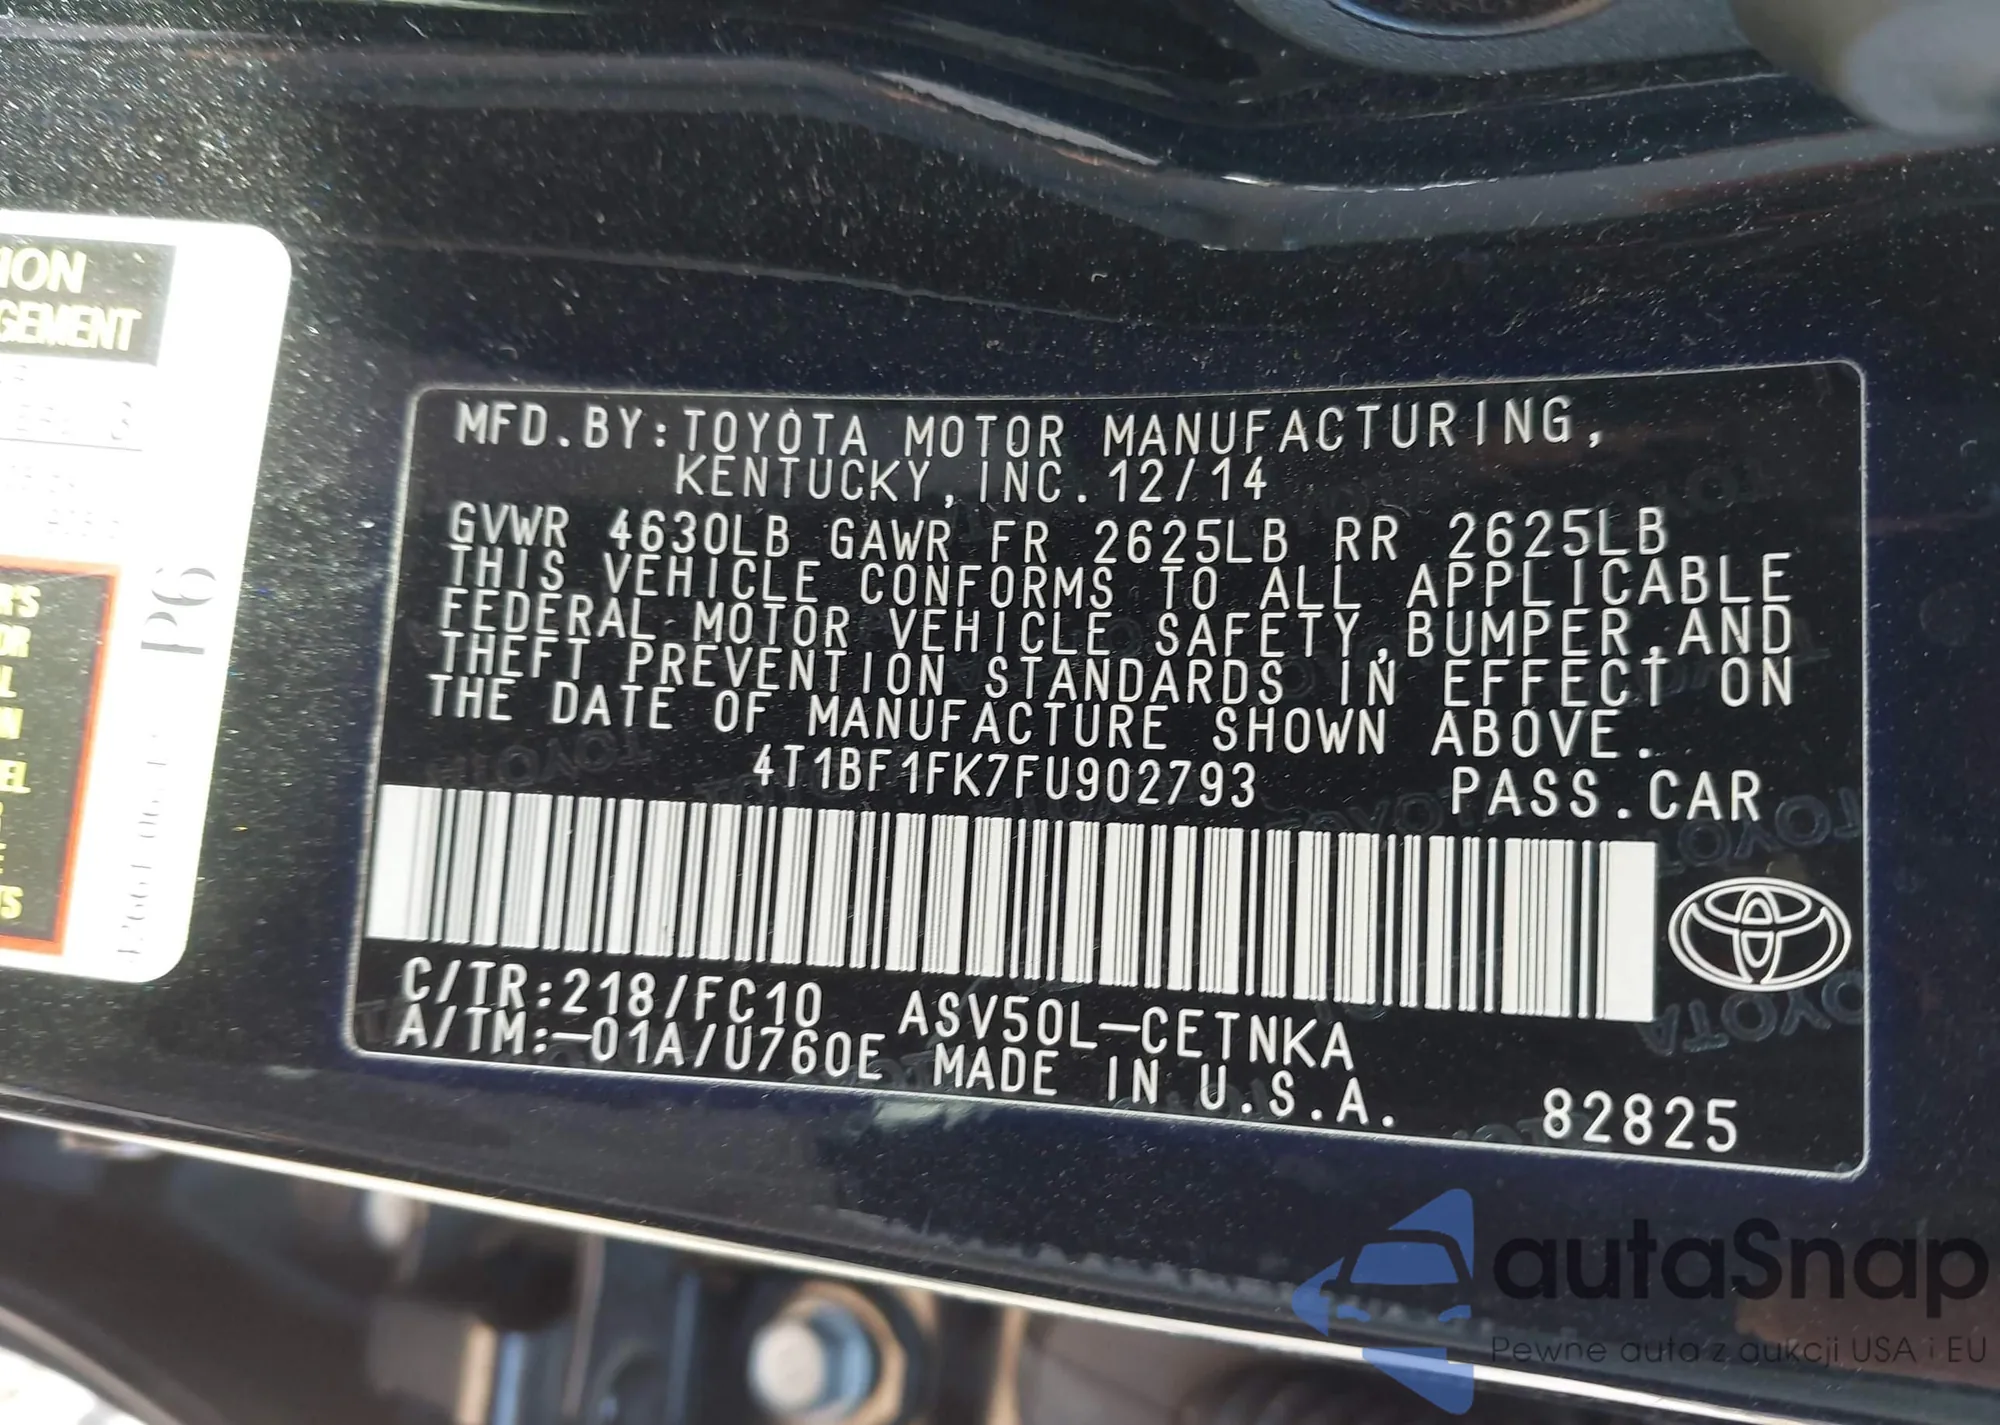 ION
GEMENT
P6
MFD.BY:TOYOTA MOTOR MANUFACTURING,
KENTUCKY,INC.12/14
GVWR 4630LB GAWR FR 2625LB RR 2625LB
THIS VEHICLE CONFORMS TO ALL APPLICABLE
FEDERAL MOTOR VEHICLE SAFETY,BUMPER,AND
THEFT PREVENTION STANDARDS IN EFFECT ON
THE DATE OF MANUFACTURE SHOWN ABOVE.
4T1BF1FK7FU902793 PASS.CAR
C/TR:218/FC10 ASV50L-CETNKA
A/TM:-01A/U760E MADE IN U.S.A.
82825
autaSnap
Pewne auta z aukcji USA i EU